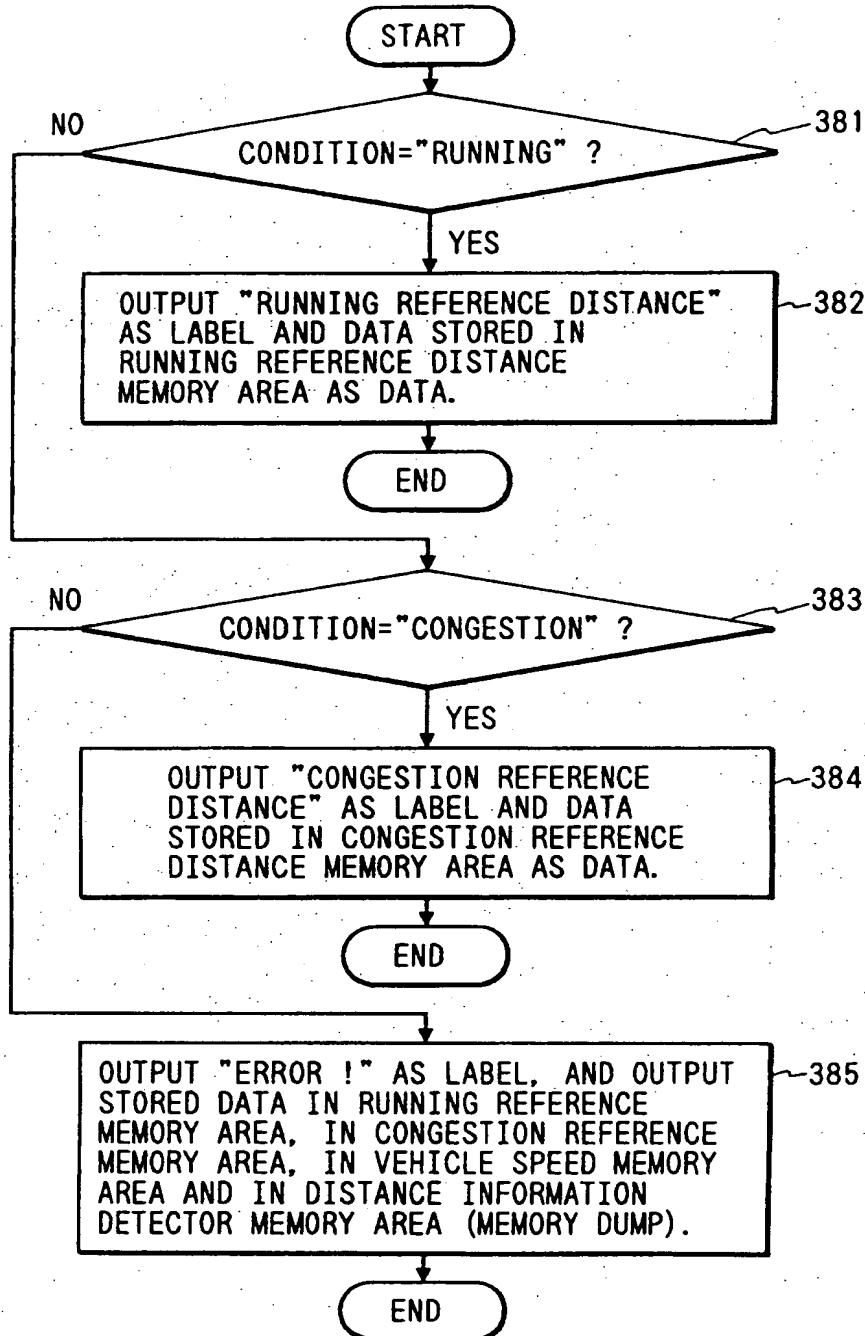 START
NO
CONDITION="RUNNING" ?
381
YES
OUTPUT "RUNNING REFERENCE DISTANCE"
AS LABEL AND DATA STORED IN
RUNNING REFERENCE DISTANCE
MEMORY AREA AS DATA.
382
END
NO
CONDITION="CONGESTION" ?
383
YES
OUTPUT "CONGESTION REFERENCE
DISTANCE" AS LABEL AND DATA
STORED IN CONGESTION REFERENCE
DISTANCE MEMORY AREA AS DATA.
384
END
OUTPUT "ERROR !" AS LABEL, AND OUTPUT
STORED DATA IN RUNNING REFERENCE
MEMORY AREA, IN CONGESTION REFERENCE
MEMORY AREA, IN VEHICLE SPEED MEMORY
AREA AND IN DISTANCE INFORMATION
DETECTOR MEMORY AREA (MEMORY DUMP).
385
END